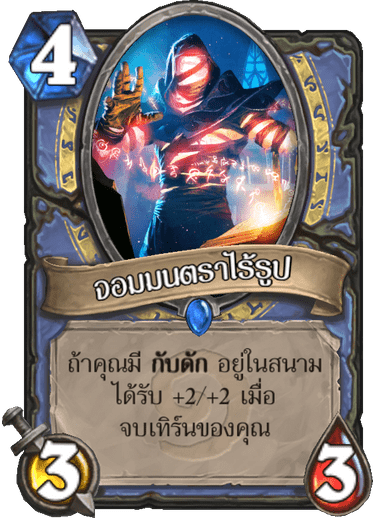 4
จอมมนตราไร้รูป
ถ้าคุณมี กับดัก อยู่ในสนาม
ได้รับ +2/+2 เมื่อ
จบเทิร์นของคุณ
3
3